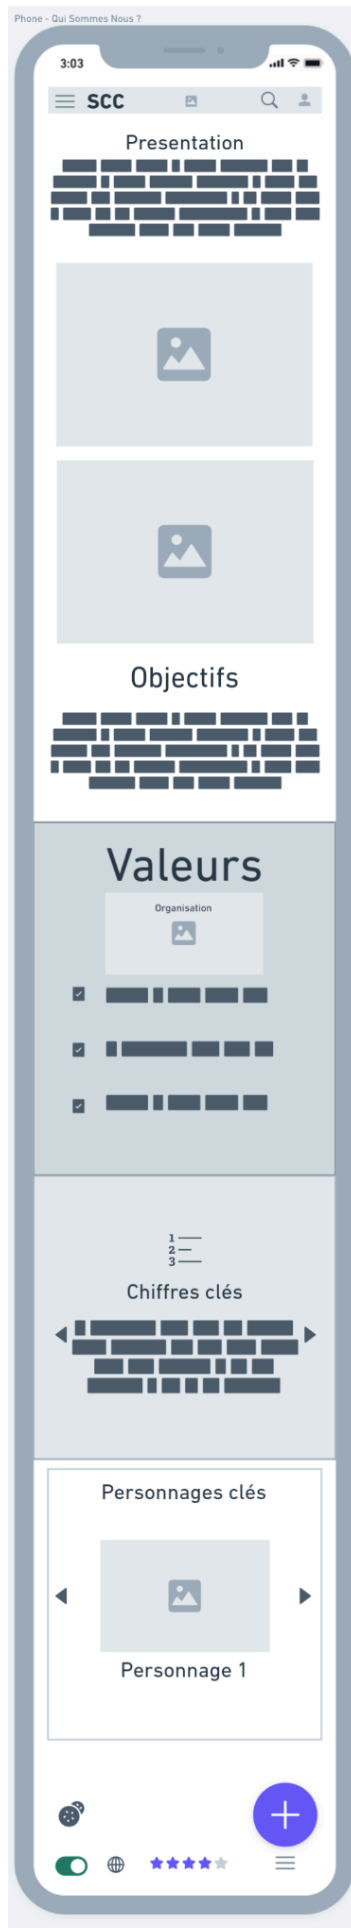 Phone - Qui Sommes Nous ?
3:03
SCC
Presentation
Objectifs
Valeurs
Organisation
1
2
3
Chiffres clés
Personnages clés
Personnage 1